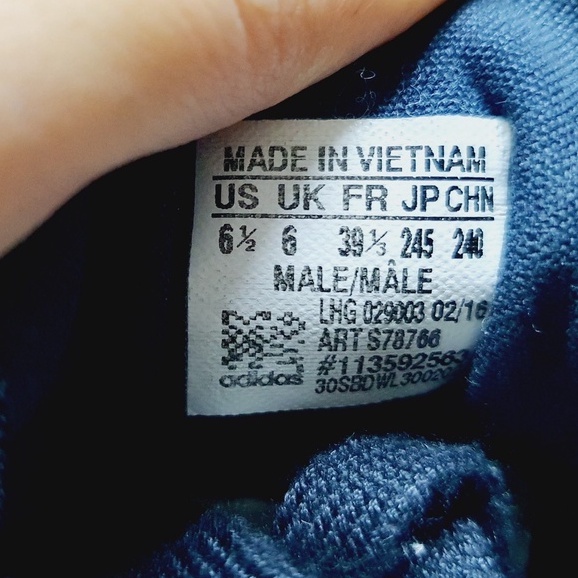 MADE IN VIETNAM
US UK FR JP CHN
6½ 6 39⅓ 245 240
MALE/MÂLE
LHG 029003 02/16
ART S78766
#113592563
adidas